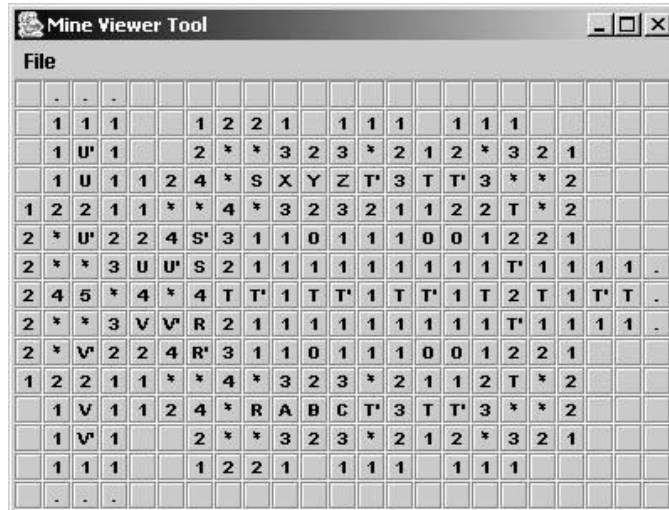 Mine Viewer Tool
File
. . .
1 1 1 1 2 2 1 1 1 1 1 1 1
1 U' 1 2 * * 3 2 3 * 2 1 2 * 3 2 1
1 U 1 1 2 4 * S X Y Z T' 3 T T' 3 * * 2
1 2 2 1 1 * * 4 * 3 2 3 2 1 1 2 2 T * 2
2 * U' 2 2 4 S' 3 1 1 0 1 1 1 0 0 1 2 2 1
2 * * 3 U U' S 2 1 1 1 1 1 1 1 1 1 T' 1 1 1 1 .
2 4 5 * 4 * 4 T T' 1 T T' 1 T T' 1 T 2 T 1 T' T .
2 * * 3 V V' R 2 1 1 1 1 1 1 1 1 1 T' 1 1 1 1 .
2 * V' 2 2 4 R' 3 1 1 0 1 1 1 0 0 1 2 2 1
1 2 2 1 1 * * 4 * 3 2 3 * 2 1 1 2 T * 2
1 V 1 1 2 4 * R A B C T' 3 T T' 3 * * 2
1 V' 1 2 * * 3 2 3 * 2 1 2 * 3 2 1
1 1 1 1 2 2 1 1 1 1 1 1 1
. . .